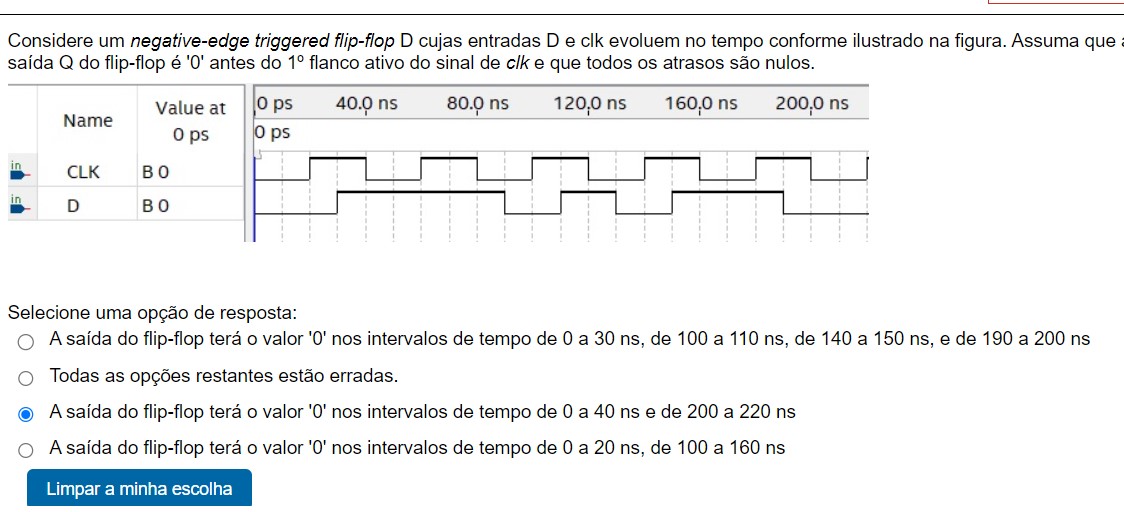 Considere um negative-edge triggered flip-flop D cujas entradas D e clk evoluem no tempo conforme ilustrado na figura. Assuma que
saída Q do flip-flop é '0' antes do 1º flanco ativo do sinal de clk e que todos os atrasos são nulos.
Name
Value at
0 ps
0 ps 40.0 ns 80.0 ns 120.0 ns 160.0 ns 200.0 ns
0 ps
in
CLK B 0
in
D B 0
Selecione uma opção de resposta:
A saída do flip-flop terá o valor '0' nos intervalos de tempo de 0 a 30 ns, de 100 a 110 ns, de 140 a 150 ns, e de 190 a 200 ns
Todas as opções restantes estão erradas.
A saída do flip-flop terá o valor '0' nos intervalos de tempo de 0 a 40 ns e de 200 a 220 ns
A saída do flip-flop terá o valor '0' nos intervalos de tempo de 0 a 20 ns, de 100 a 160 ns
Limpar a minha escolha